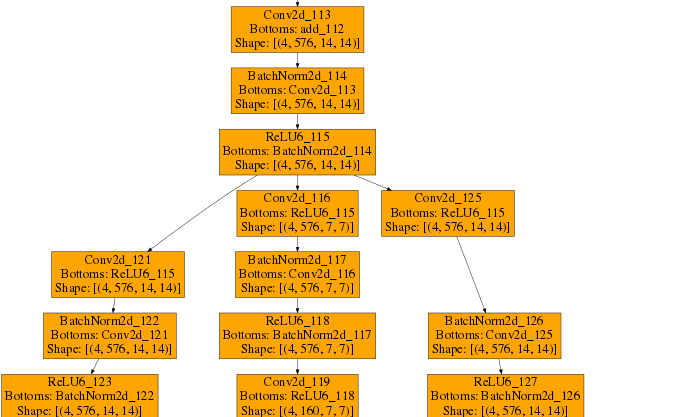 Conv2d_113
Bottoms: add_112
Shape: [(4, 576, 14, 14)]
BatchNorm2d_114
Bottoms: Conv2d_113
Shape: [(4, 576, 14, 14)]
ReLU6_115
Bottoms: BatchNorm2d_114
Shape: [(4, 576, 14, 14)]
Conv2d_116
Bottoms: ReLU6_115
Shape: [(4, 576, 7, 7)]
Conv2d_125
Bottoms: ReLU6_115
Shape: [(4, 576, 14, 14)]
Conv2d_121
Bottoms: ReLU6_115
Shape: [(4, 576, 14, 14)]
BatchNorm2d_117
Bottoms: Conv2d_116
Shape: [(4, 576, 7, 7)]
BatchNorm2d_122
Bottoms: Conv2d_121
Shape: [(4, 576, 14, 14)]
ReLU6_118
Bottoms: BatchNorm2d_117
Shape: [(4, 576, 7, 7)]
BatchNorm2d_126
Bottoms: Conv2d_125
Shape: [(4, 576, 14, 14)]
ReLU6_123
Bottoms: BatchNorm2d_122
Shape: [(4, 576, 14, 14)]
Conv2d_119
Bottoms: ReLU6_118
Shape: [(4, 160, 7, 7)]
ReLU6_127
Bottoms: BatchNorm2d_126
Shape: [(4, 576, 14, 14)]